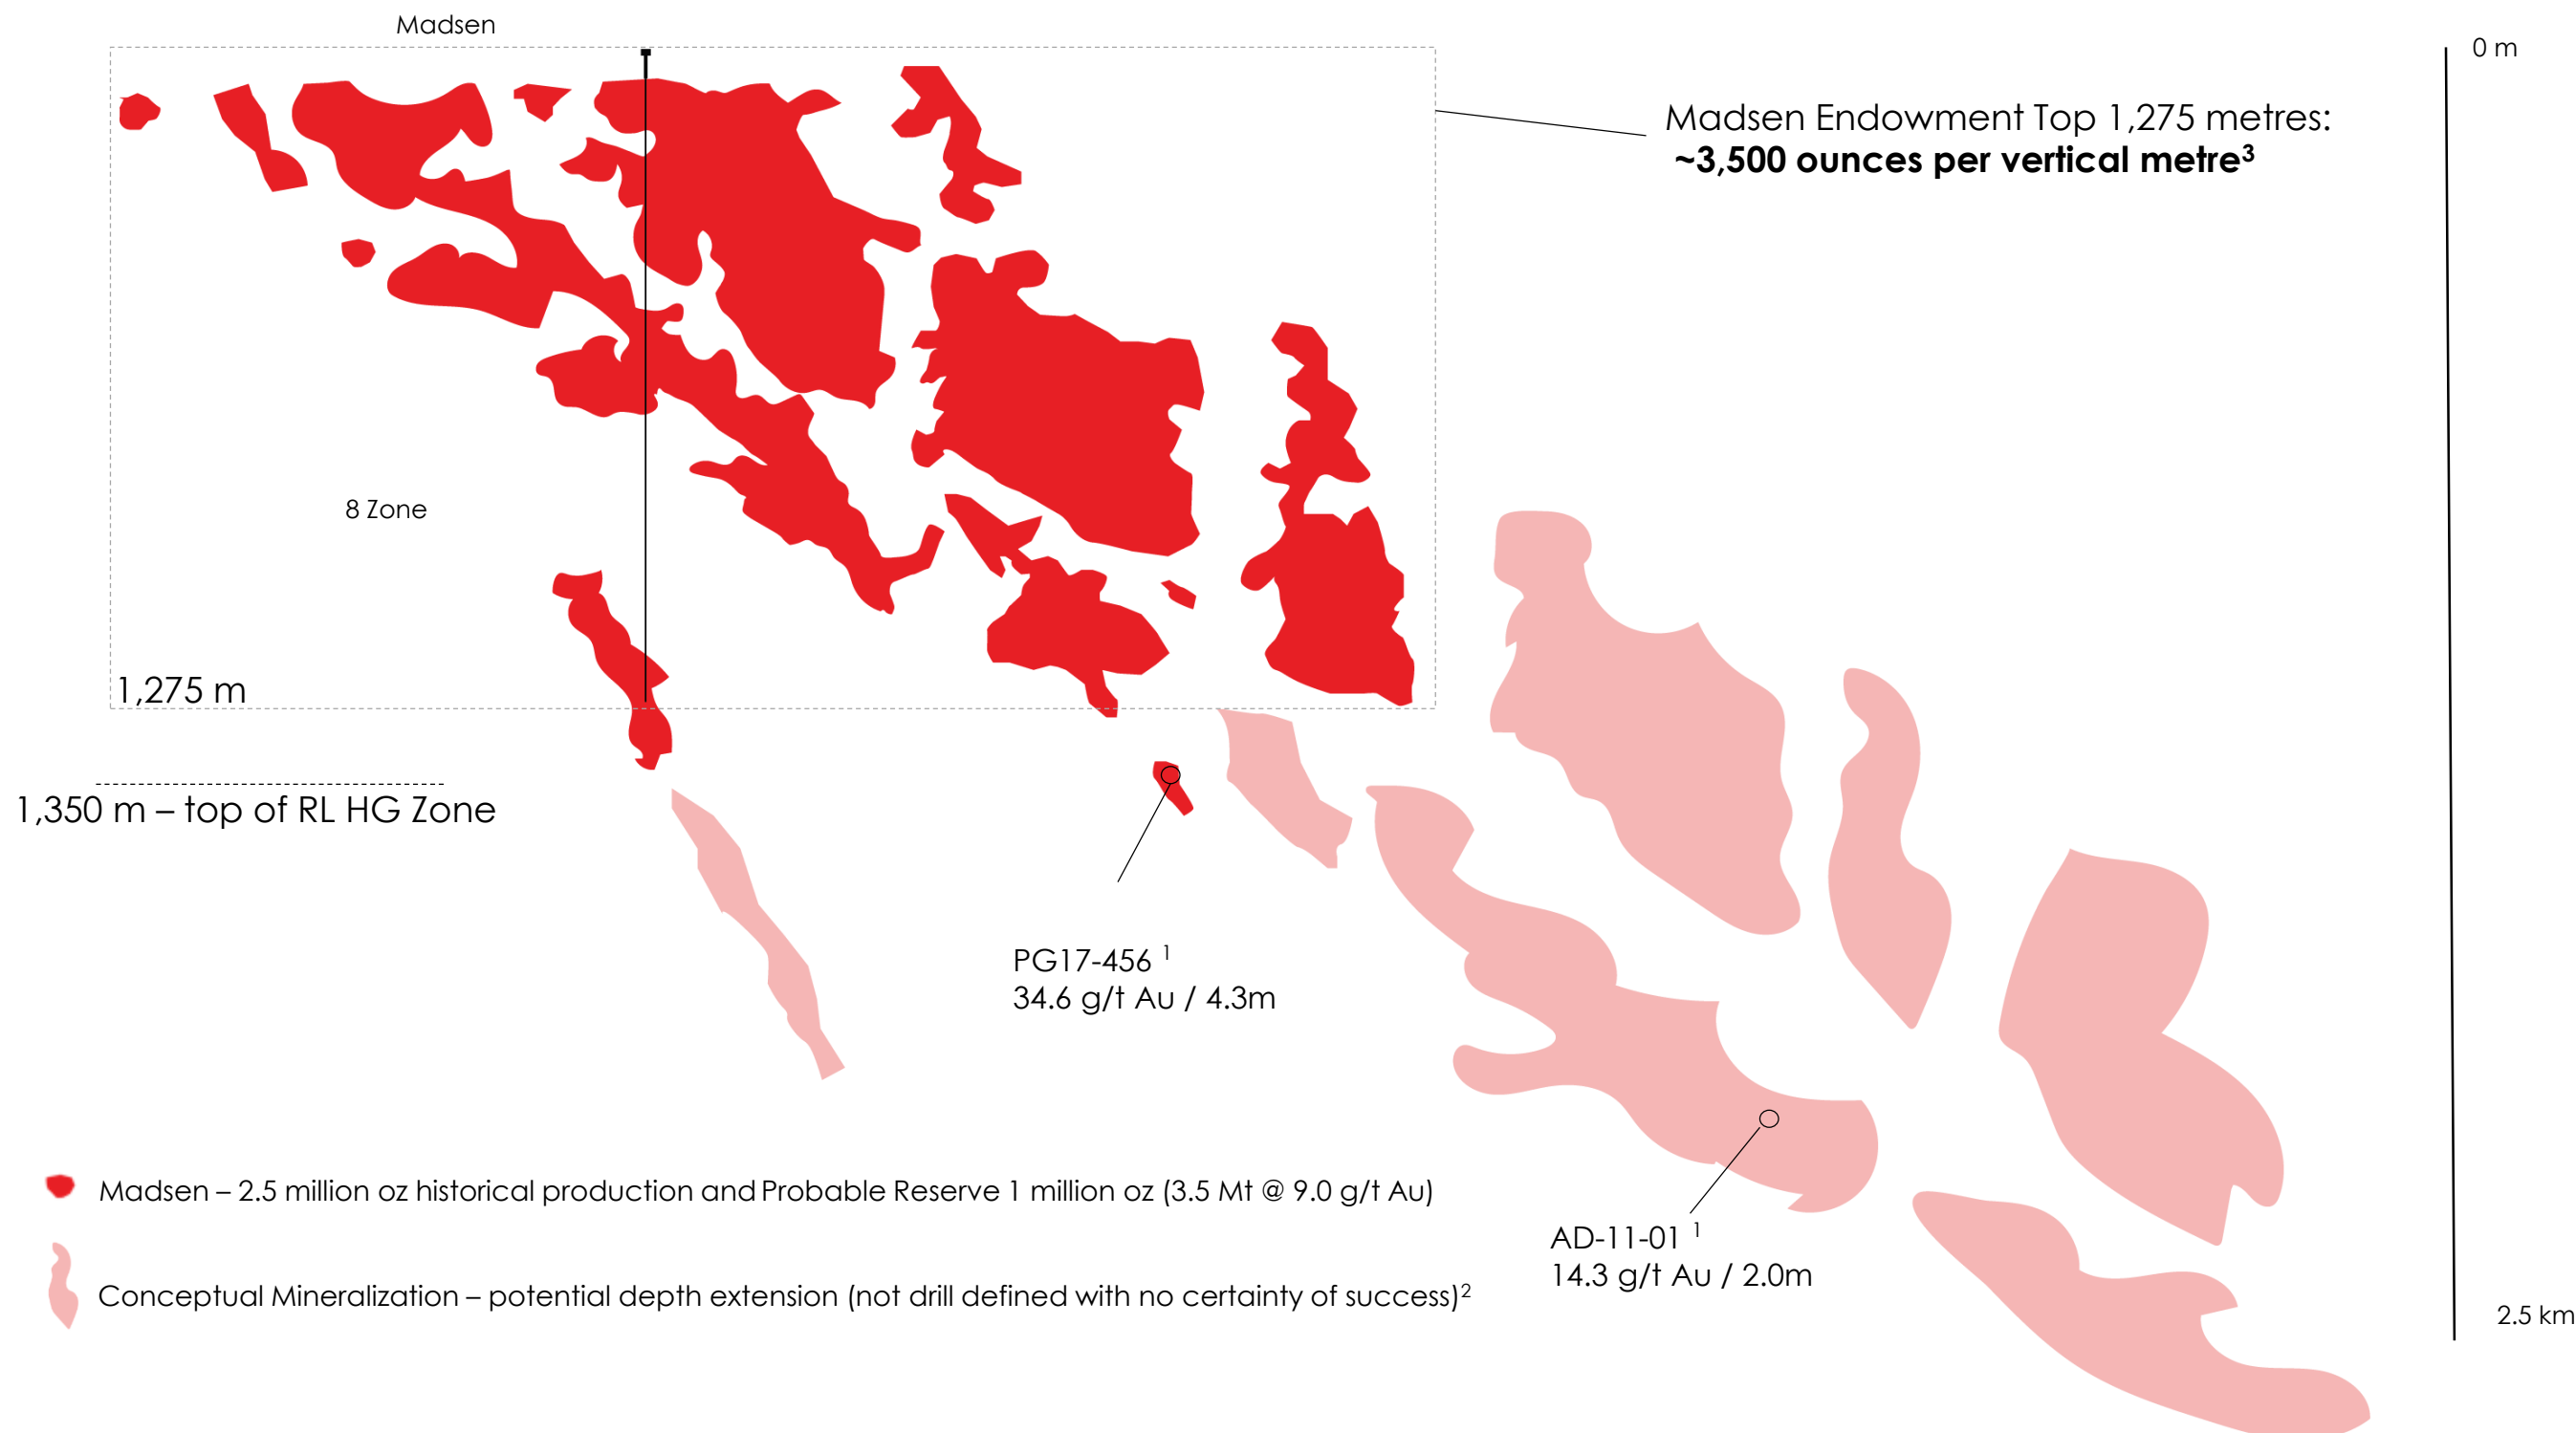 Madsen
0 m
Madsen Endowment Top 1,275 metres:
~3,500 ounces per vertical metre³
8 Zone
1,275 m
1,350 m – top of RL HG Zone
PG17-456 ¹
34.6 g/t Au / 4.3m
Madsen – 2.5 million oz historical production and Probable Reserve 1 million oz (3.5 Mt @ 9.0 g/t Au)
AD-11-01 ¹
14.3 g/t Au / 2.0m
Conceptual Mineralization – potential depth extension (not drill defined with no certainty of success)²
2.5 km